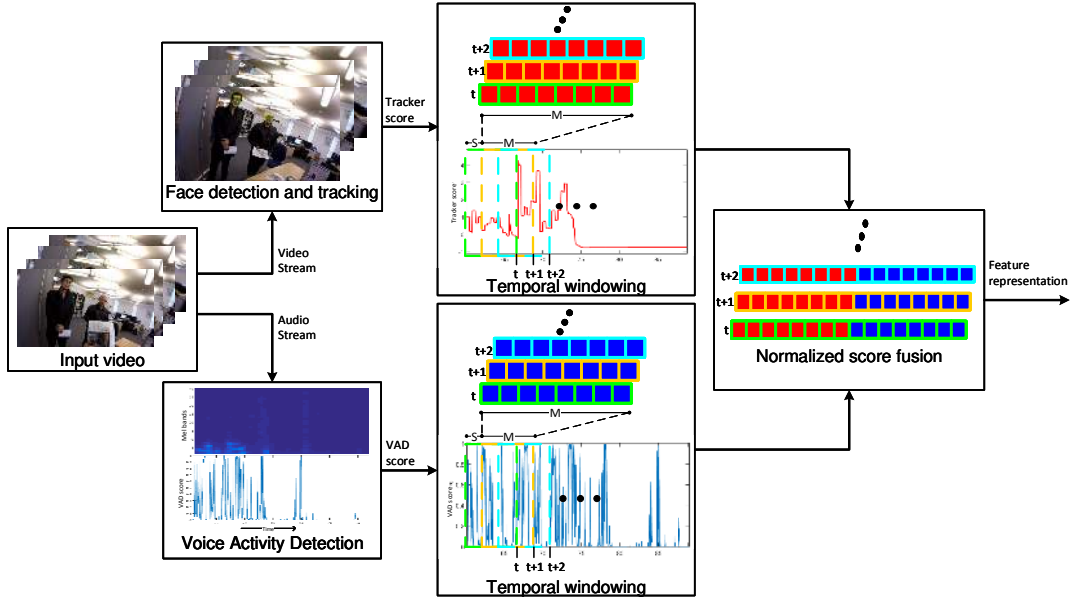 Input video
Video
Stream
Audio
Stream
Face detection and tracking
Tracker
score
Mel bands
VAD score
Time
Voice Activity Detection
VAD
score
t+2
t+1
t
M
S
M
Tracker score
t
t+1
t+2
Temporal windowing
t+2
t+1
t
M
S
M
VAD score
t
t+1
t+2
Temporal windowing
t+2
t+1
t
Normalized score fusion
Feature
representation